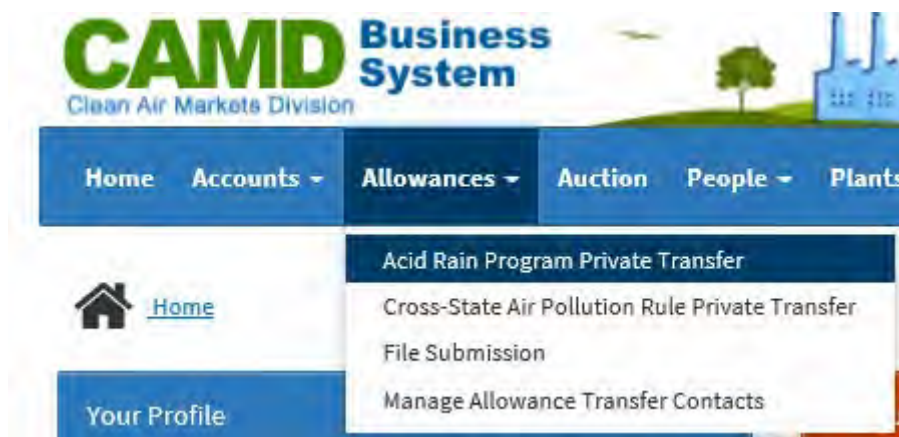 CAMD Business System
Clean Air Markets Division
Home Accounts Allowances Auction People Plants
Acid Rain Program Private Transfer
Home
Cross-State Air Pollution Rule Private Transfer
File Submission
Manage Allowance Transfer Contacts
Your Profile